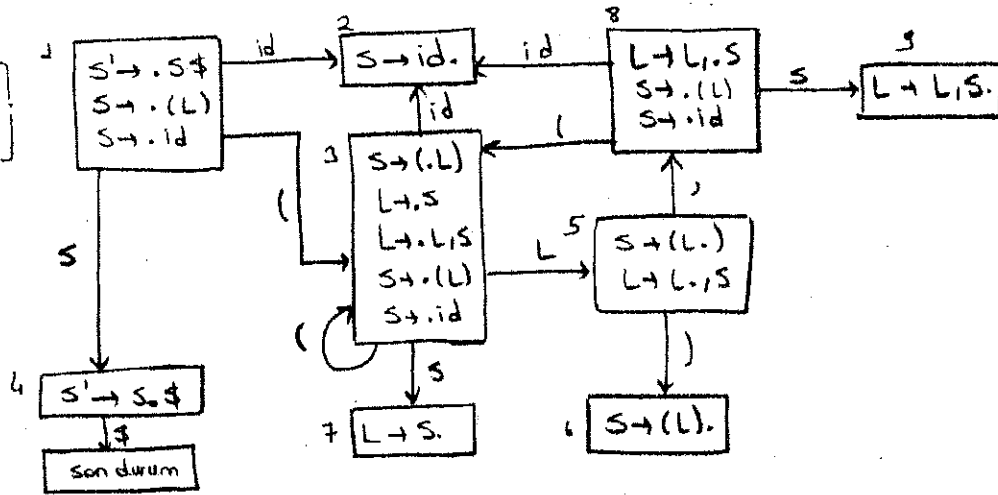 1
S' → .S$
S → .(L)
S → .id
id
2
S → id.
id
8
L → L,.S
S → .(L)
S → .id
S
9
L → L,S.
(
id
(
3
S → (.L)
L → .S
L → .L,S
S → .(L)
S → .id
(
L
5
S → (L.)
L → L.,S
,
)
S
4
S' → S.$
$
son durum
S
7
L → S.
6
S → (L).